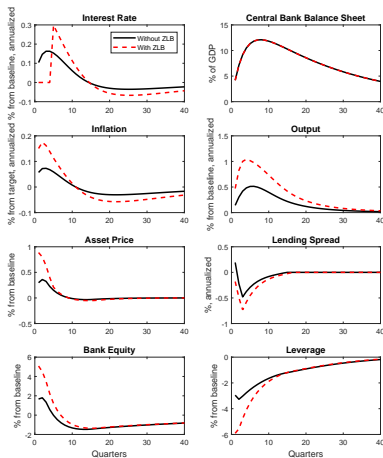 Interest Rate
% from baseline, annualized
0.3
0.2
0.1
0
-0.1
0 10 20 30 40
Without ZLB
With ZLB
Central Bank Balance Sheet
% of GDP
15
10
5
0
0 10 20 30 40
Inflation
% from target, annualized
0.2
0.1
0
-0.1
0 10 20 30 40
Output
% from baseline, annualized
1.5
1
0.5
0
0 10 20 30 40
Asset Price
% from baseline
1
0.5
0
-0.5
0 10 20 30 40
Lending Spread
%, annualized
0.5
0
-0.5
-1
0 10 20 30 40
Bank Equity
% from baseline
6
4
2
0
-2
0 10 20 30 40
Quarters
Leverage
% from baseline
0
-2
-4
-6
0 10 20 30 40
Quarters